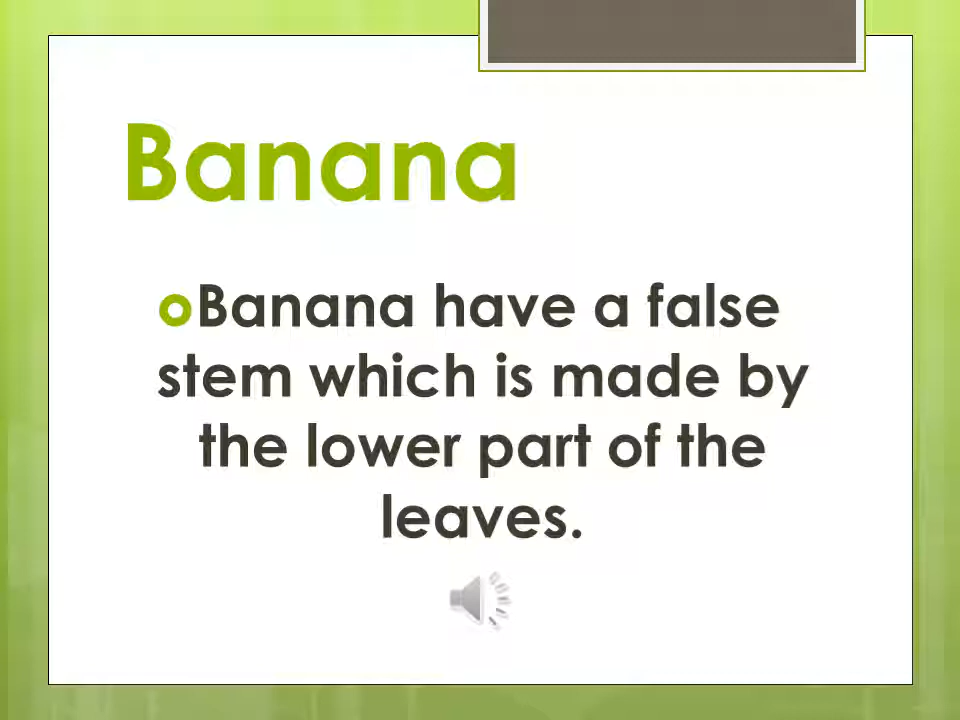 Banana
Banana have a false
stem which is made by
the lower part of the
leaves.